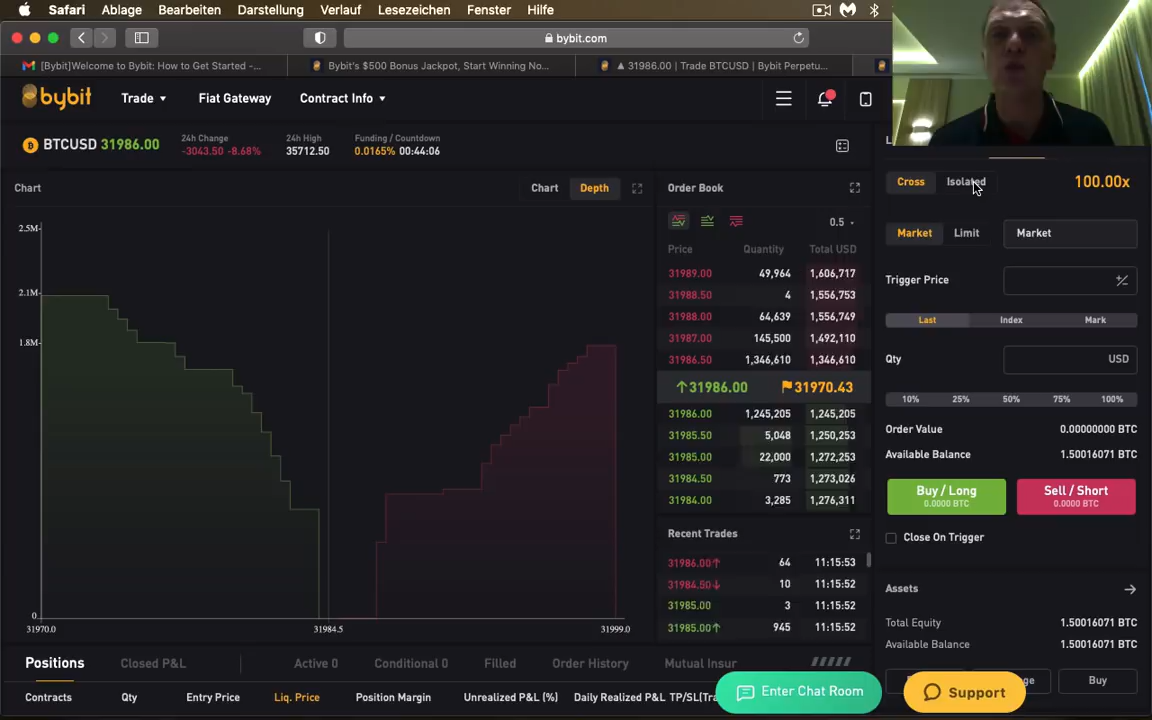 Safari Ablage Bearbeiten Darstellung Verlauf Lesezeichen Fenster Hilfe
bybit.com
[Bybit]Welcome to Bybit: How to Get Started -...
Bybit's $500 Bonus Jackpot, Start Winning No...
▲ 31986.00 | Trade BTCUSD | Bybit Perpetu...
bybit
Trade
Fiat Gateway
Contract Info
BTCUSD 31986.00
24h Change
-3043.50 -8.68%
24h High
35712.50
Funding / Countdown
0.0165% 00:44:06
Chart
Chart
Depth
2.5M
2.1M
1.8M
0
31970.0
31984.5
31999.0
Order Book
0.5
Price Quantity Total USD
31989.00 49,964 1,606,717
31988.50 4 1,556,753
31988.00 64,639 1,556,749
31987.00 145,500 1,492,110
31986.50 1,346,610 1,346,610
↑31986.00 31970.43
31986.00 1,245,205 1,245,205
31985.50 5,048 1,250,253
31985.00 22,000 1,272,253
31984.50 773 1,273,026
31984.00 3,285 1,276,311
Recent Trades
31986.00↑ 64 11:15:53
31984.50↓ 10 11:15:52
31985.00 3 11:15:52
31985.00↑ 945 11:15:52
Cross Isolated 100.00x
Market Limit Market
Trigger Price
Last Index Mark
Qty USD
10% 25% 50% 75% 100%
Order Value 0.00000000 BTC
Available Balance 1.50016071 BTC
Buy / Long
0.0000 BTC
Sell / Short
0.0000 BTC
Close On Trigger
Assets
Total Equity 1.50016071 BTC
Available Balance 1.50016071 BTC
Buy
Positions Closed P&L Active 0 Conditional 0 Filled Order History Mutual Insur
Contracts Qty Entry Price Liq. Price Position Margin Unrealized P&L (%) Daily Realized P&L TP/SL(Tra
Enter Chat Room
Support